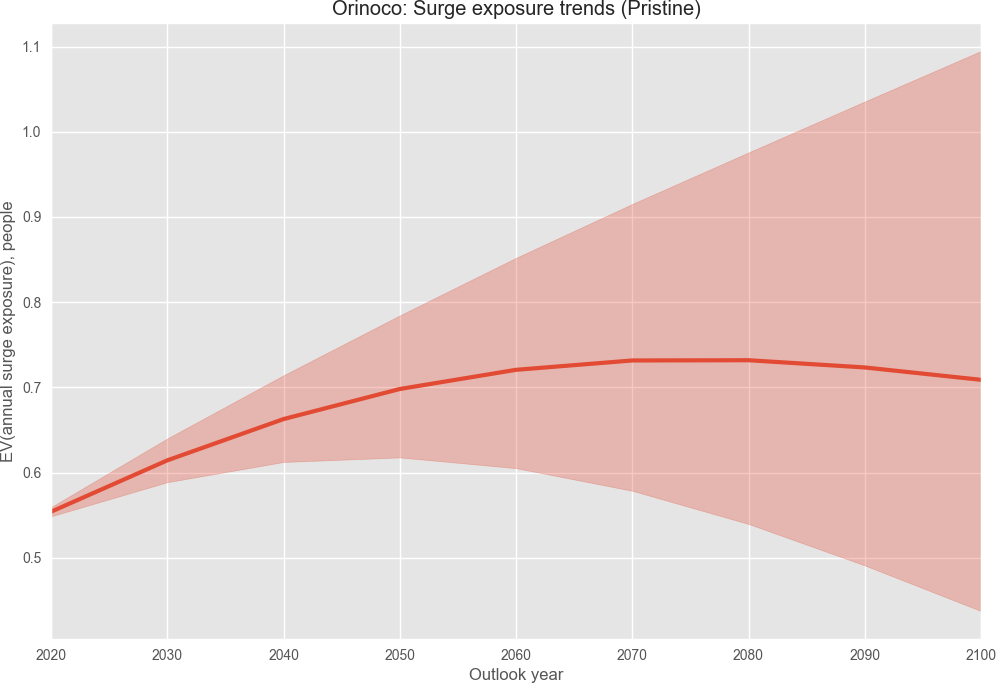 Orinoco: Surge exposure trends (Pristine)
EV(annual surge exposure), people
1.1
1.0
0.9
0.8
0.7
0.6
0.5
2020 2030 2040 2050 2060 2070 2080 2090 2100
Outlook year